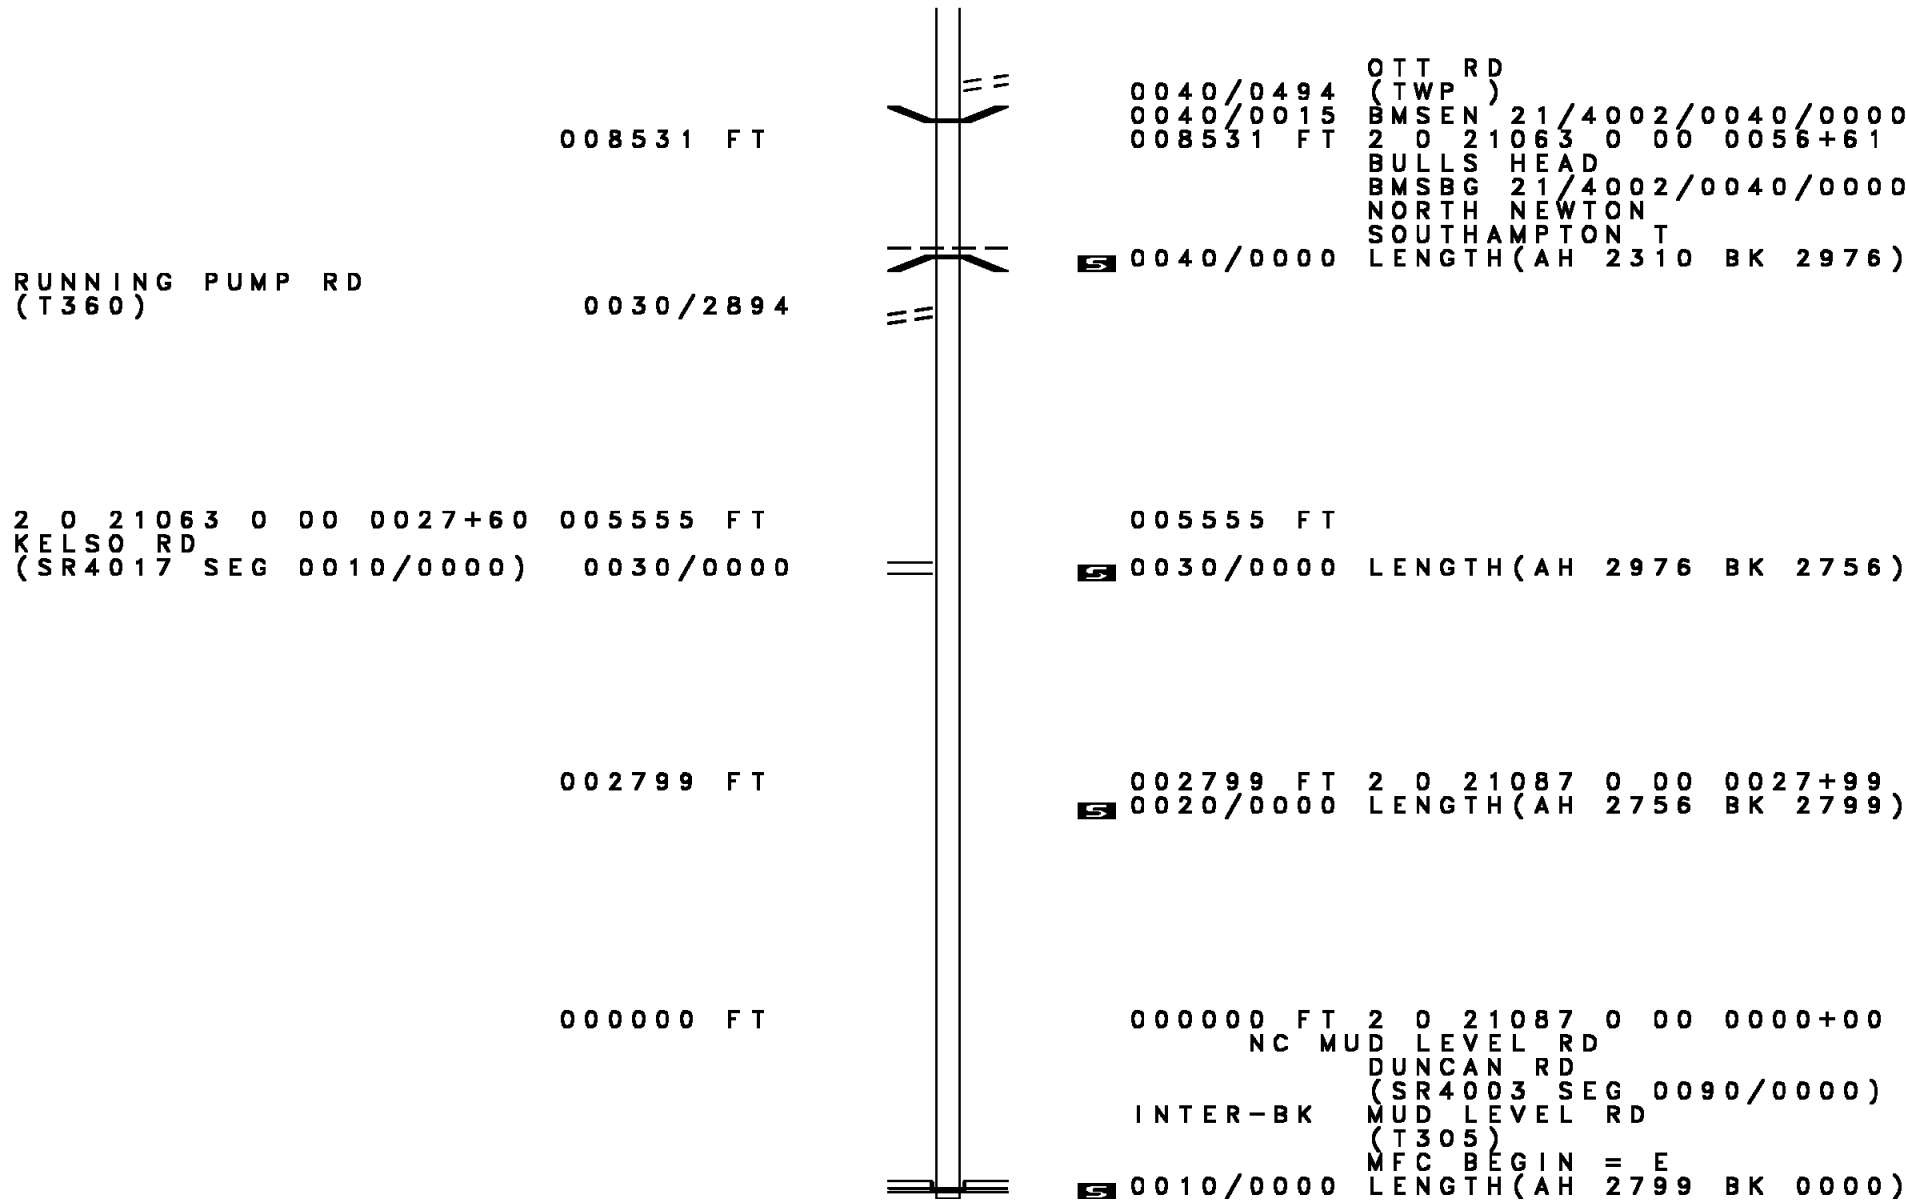 OTT RD
0040/0494 (TWP )
0040/0015 BMSEN 21/4002/0040/0000
008531 FT 008531 FT 2 0 21063 0 00 0056+61
BULLS HEAD
BMSBG 21/4002/0040/0000
NORTH NEWTON
SOUTHAMPTON T
S 0040/0000 LENGTH(AH 2310 BK 2976)
RUNNING PUMP RD
(T360) 0030/2894
2 0 21063 0 00 0027+60 005555 FT 005555 FT
KELSO RD
(SR4017 SEG 0010/0000) 0030/0000 S 0030/0000 LENGTH(AH 2976 BK 2756)
002799 FT 002799 FT 2 0 21087 0 00 0027+99
S 0020/0000 LENGTH(AH 2756 BK 2799)
000000 FT 000000 FT 2 0 21087 0 00 0000+00
NC MUD LEVEL RD
DUNCAN RD
(SR4003 SEG 0090/0000)
INTER-BK MUD LEVEL RD
(T305)
MFC BEGIN = E
S 0010/0000 LENGTH(AH 2799 BK 0000)